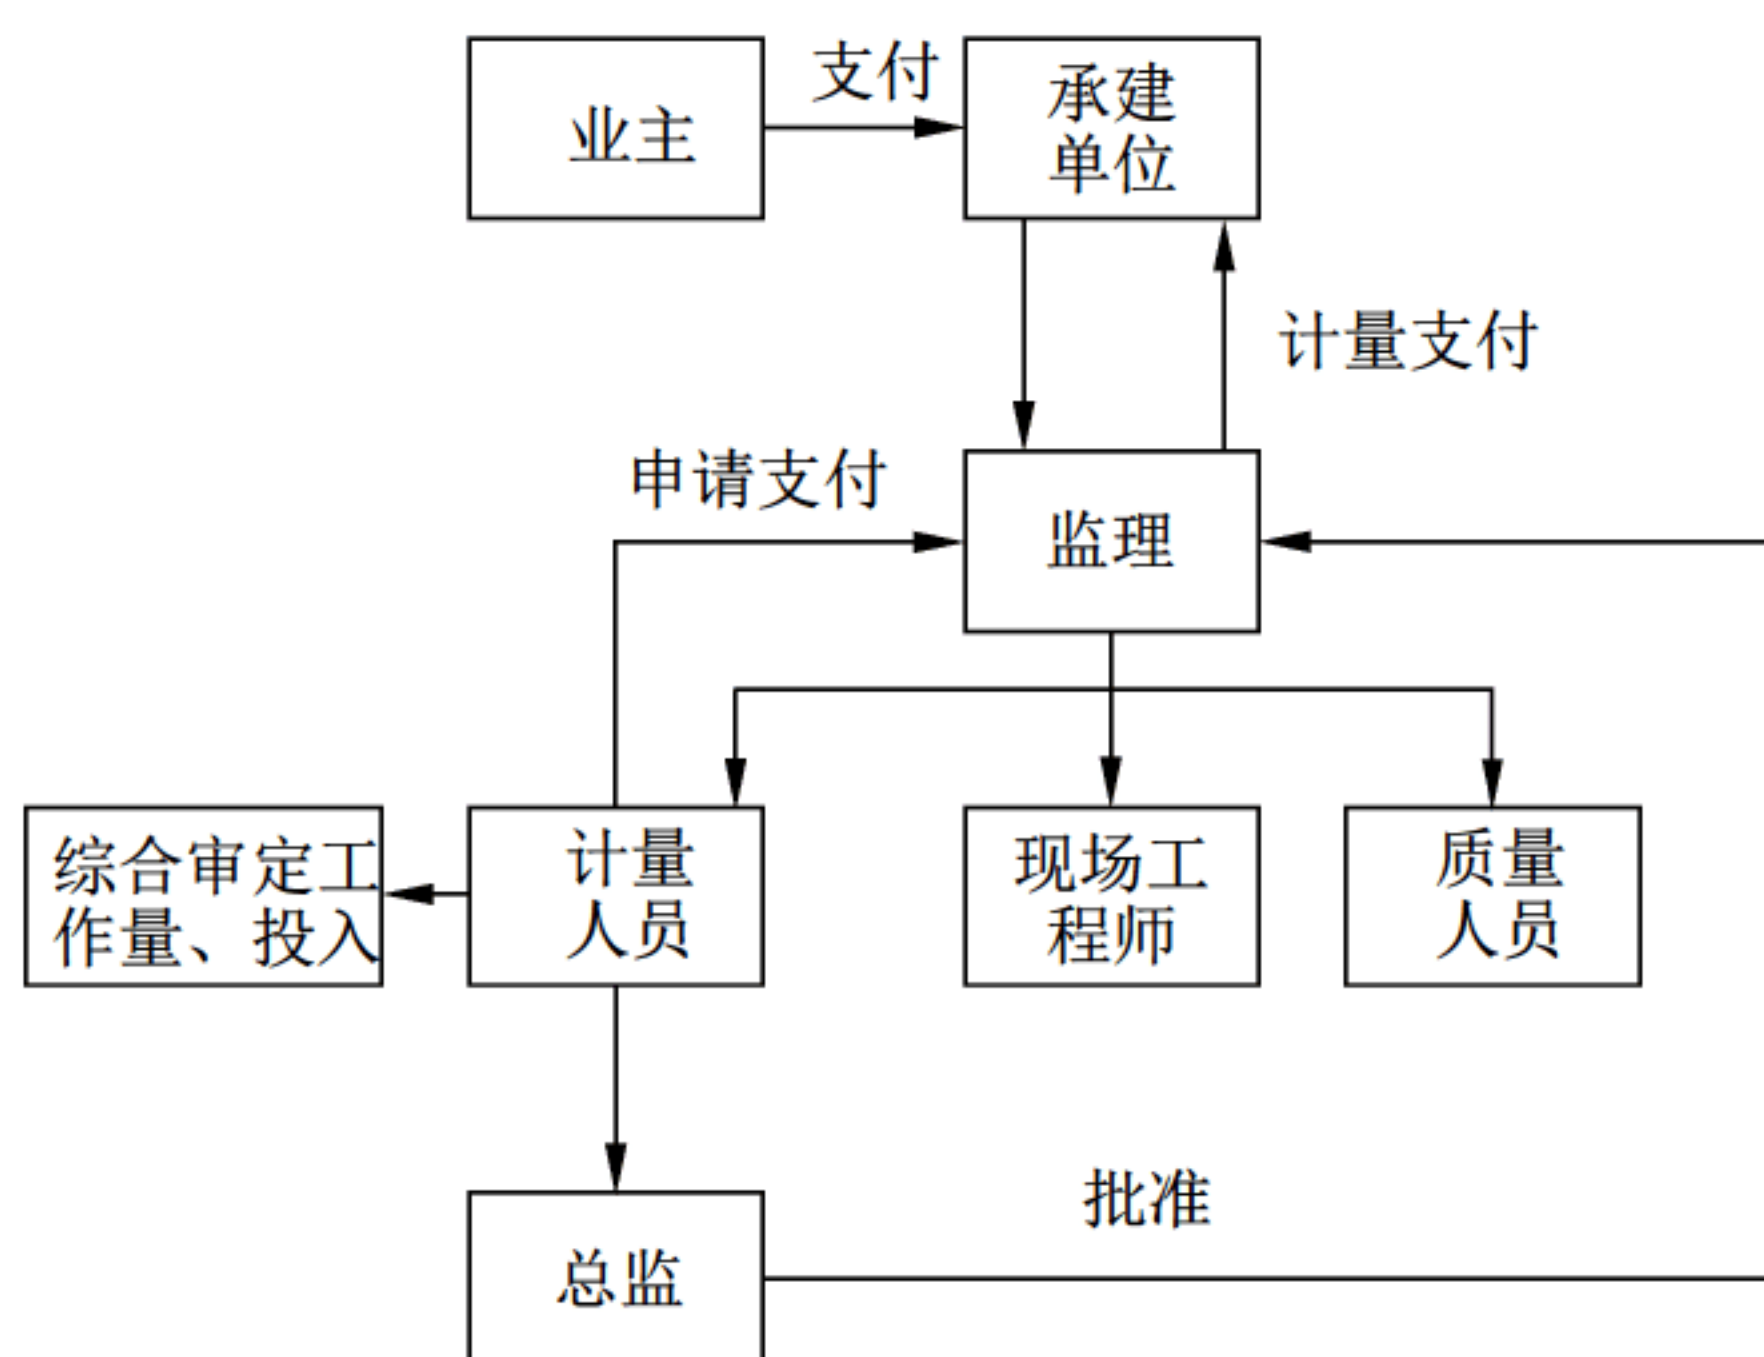 支付
业主
承建
单位
计量支付
申请支付
监理
综合审定工
作量、投入
计量
人员
现场工
程师
质量
人员
批准
总监